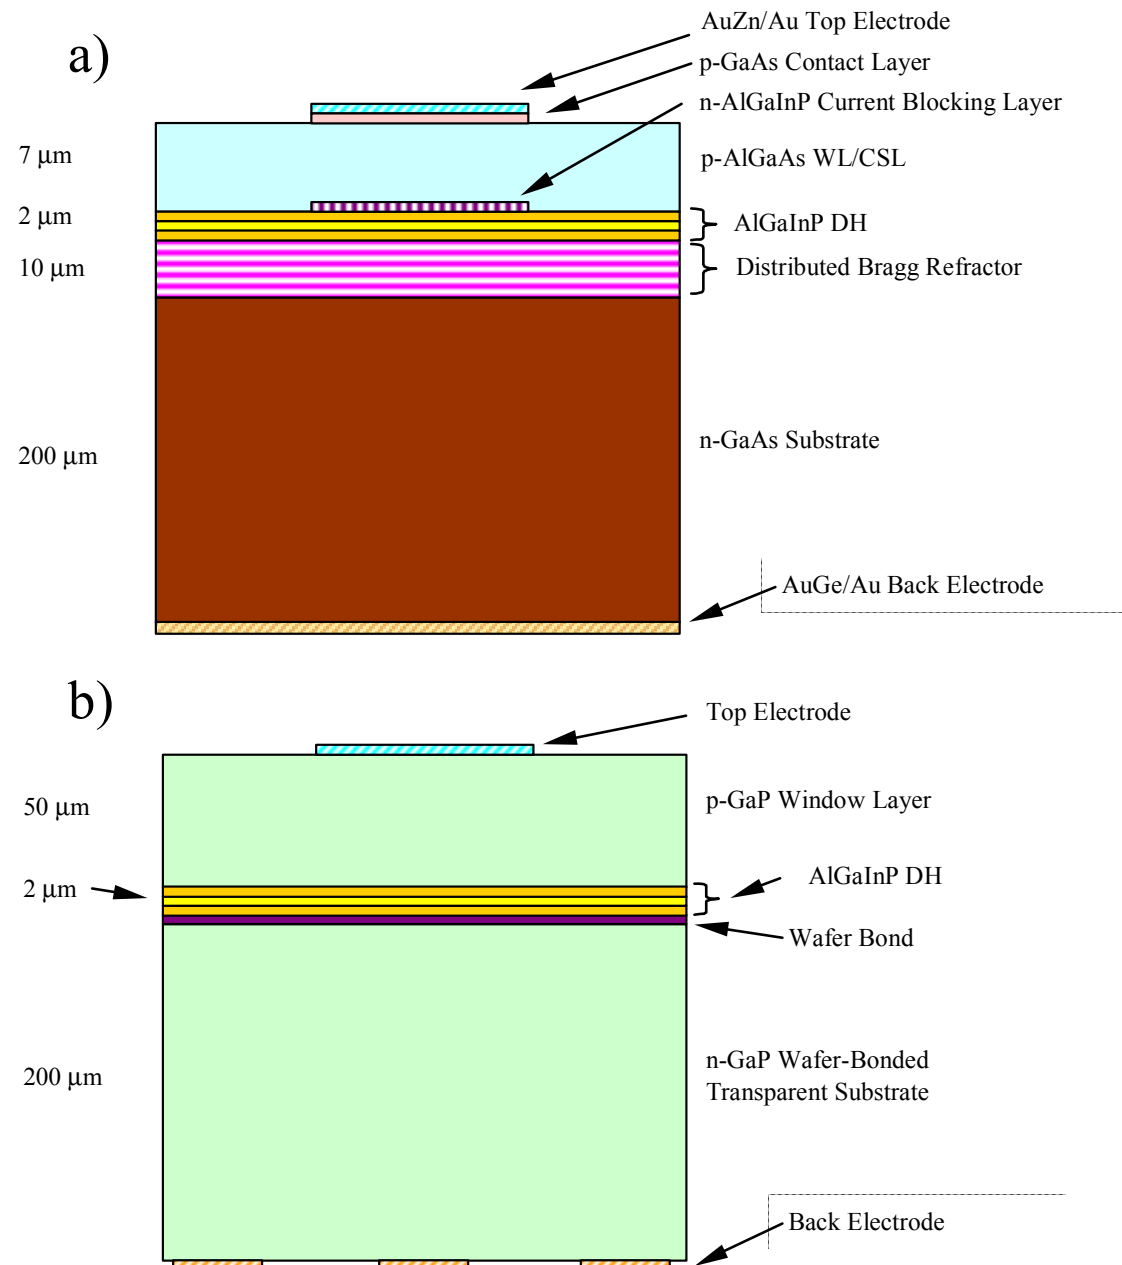 a)
AuZn/Au Top Electrode
p-GaAs Contact Layer
n-AlGaInP Current Blocking Layer
7 μm
p-AlGaAs WL/CSL
2 μm
AlGaInP DH
10 μm
Distributed Bragg Refractor
200 μm
n-GaAs Substrate
AuGe/Au Back Electrode
b)
Top Electrode
50 μm
p-GaP Window Layer
2 μm
AlGaInP DH
Wafer Bond
200 μm
n-GaP Wafer-Bonded
Transparent Substrate
Back Electrode